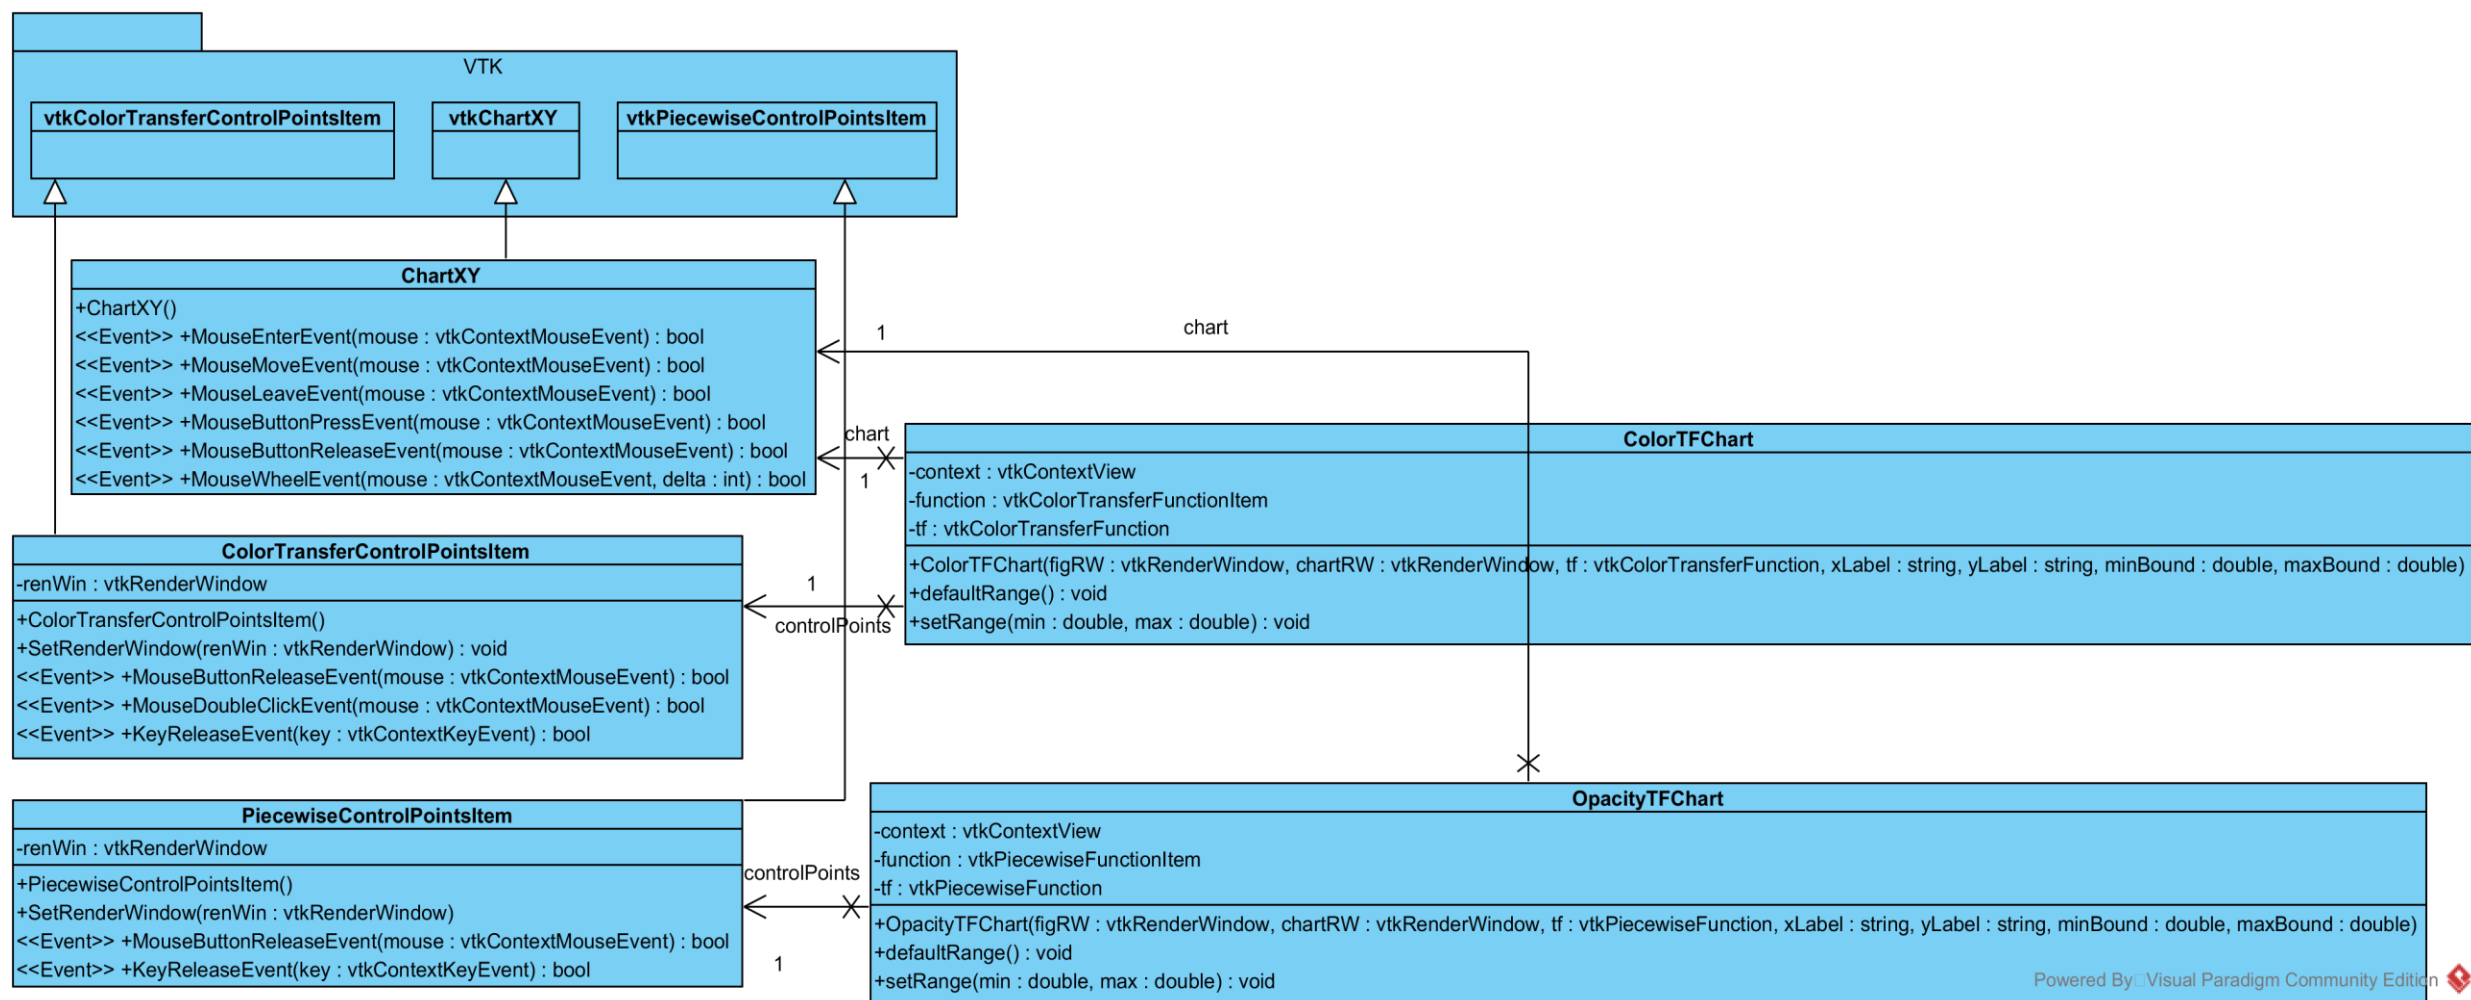 VTK
vtkColorTransferControlPointsItem
vtkChartXY
vtkPiecewiseControlPointsItem
ChartXY
+ChartXY()
<<Event>> +MouseEnterEvent(mouse : vtkContextMouseEvent) : bool
<<Event>> +MouseMoveEvent(mouse : vtkContextMouseEvent) : bool
<<Event>> +MouseLeaveEvent(mouse : vtkContextMouseEvent) : bool
<<Event>> +MouseButtonPressEvent(mouse : vtkContextMouseEvent) : bool
<<Event>> +MouseButtonReleaseEvent(mouse : vtkContextMouseEvent) : bool
<<Event>> +MouseWheelEvent(mouse : vtkContextMouseEvent, delta : int) : bool
1
chart
chart
1
ColorTFChart
-context : vtkContextView
-function : vtkColorTransferFunctionItem
-tf : vtkColorTransferFunction
+ColorTFChart(figRW : vtkRenderWindow, chartRW : vtkRenderWindow, tf : vtkColorTransferFunction, xLabel : string, yLabel : string, minBound : double, maxBound : double)
+defaultRange() : void
+setRange(min : double, max : double) : void
ColorTransferControlPointsItem
-renWin : vtkRenderWindow
+ColorTransferControlPointsItem()
+SetRenderWindow(renWin : vtkRenderWindow) : void
<<Event>> +MouseButtonReleaseEvent(mouse : vtkContextMouseEvent) : bool
<<Event>> +MouseDoubleClickEvent(mouse : vtkContextMouseEvent) : bool
<<Event>> +KeyReleaseEvent(key : vtkContextKeyEvent) : bool
1
controlPoints
PiecewiseControlPointsItem
-renWin : vtkRenderWindow
+PiecewiseControlPointsItem()
+SetRenderWindow(renWin : vtkRenderWindow)
<<Event>> +MouseButtonReleaseEvent(mouse : vtkContextMouseEvent) : bool
<<Event>> +KeyReleaseEvent(key : vtkContextKeyEvent) : bool
controlPoints
1
OpacityTFChart
-context : vtkContextView
-function : vtkPiecewiseFunctionItem
-tf : vtkPiecewiseFunction
+OpacityTFChart(figRW : vtkRenderWindow, chartRW : vtkRenderWindow, tf : vtkPiecewiseFunction, xLabel : string, yLabel : string, minBound : double, maxBound : double)
+defaultRange() : void
+setRange(min : double, max : double) : void
Powered By Visual Paradigm Community Edition